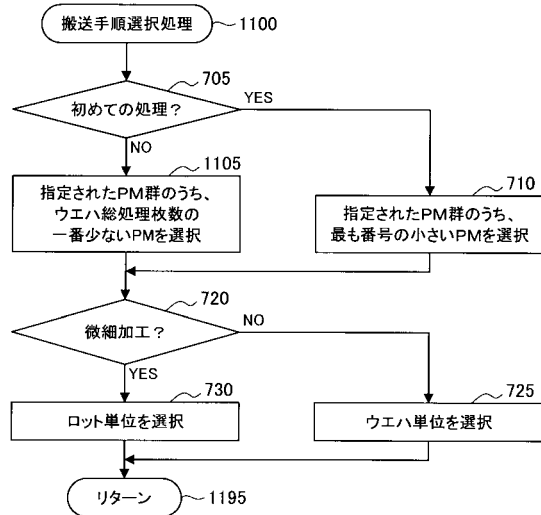 搬送手順選択処理
1100
705
初めての処理？
YES
NO
1105
指定されたPM群のうち、
ウエハ総処理枚数の
一番少ないPMを選択
710
指定されたPM群のうち、
最も番号の小さいPMを選択
720
微細加工？
NO
YES
730
ロット単位を選択
725
ウエハ単位を選択
リターン
1195